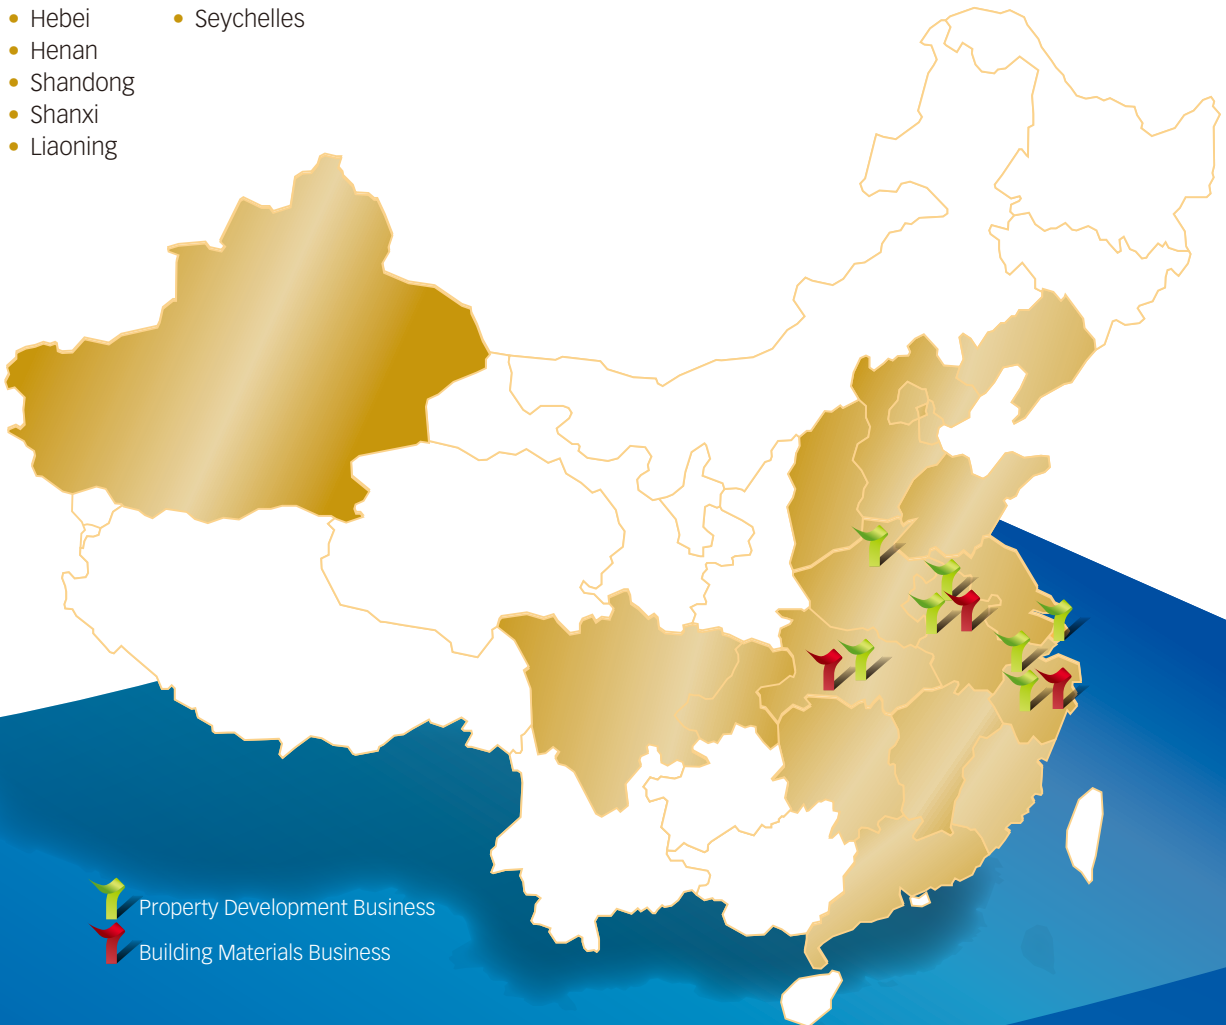 • Hebei
• Henan
• Shandong
• Shanxi
• Liaoning
• Seychelles
Property Development Business
Building Materials Business